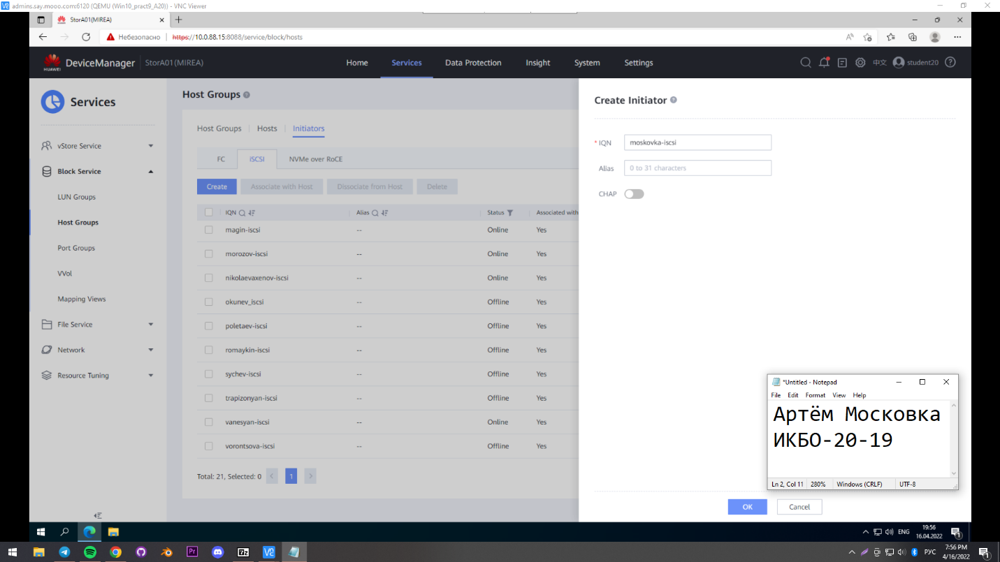 admins.say.mooo.com:6120 (QEMU (Win10_pract9_A20)) - VNC Viewer
StorA01(MIREA)
Небезопасно https://10.0.88.15:8088/service/block/hosts
HUAWEI DeviceManager StorA01(MIREA) Home Services Data Protection Insight System Settings 中文 student20
Services
vStore Service
Block Service
LUN Groups
Host Groups
Port Groups
VVol
Mapping Views
File Service
Network
Resource Tuning
Host Groups
Host Groups Hosts Initiators
FC iSCSI NVMe over RoCE
Create Associate with Host Dissociate from Host Delete
IQN Alias Status Associated with
magin-iscsi -- Online Yes
morozov-iscsi -- Online Yes
nikolaevaxenov-iscsi -- Online Yes
okunev_iscsi -- Offline Yes
poletaev-iscsi -- Offline Yes
romaykin-iscsi -- Offline Yes
sychev-iscsi -- Offline Yes
trapizonyan-iscsi -- Offline Yes
vanesyan-iscsi -- Online Yes
vorontsova-iscsi -- Offline Yes
Total: 21, Selected: 0 < 1 >
Create Initiator
* IQN moskovka-iscsi
Alias 0 to 31 characters
CHAP
OK Cancel
*Untitled - Notepad
File Edit Format View Help
Артём Московка
ИКБО-20-19
Ln 2, Col 11 280% Windows (CRLF) UTF-8
ENG 19:56
16.04.2022
1
РУС 7:56 PM
4/16/2022
1